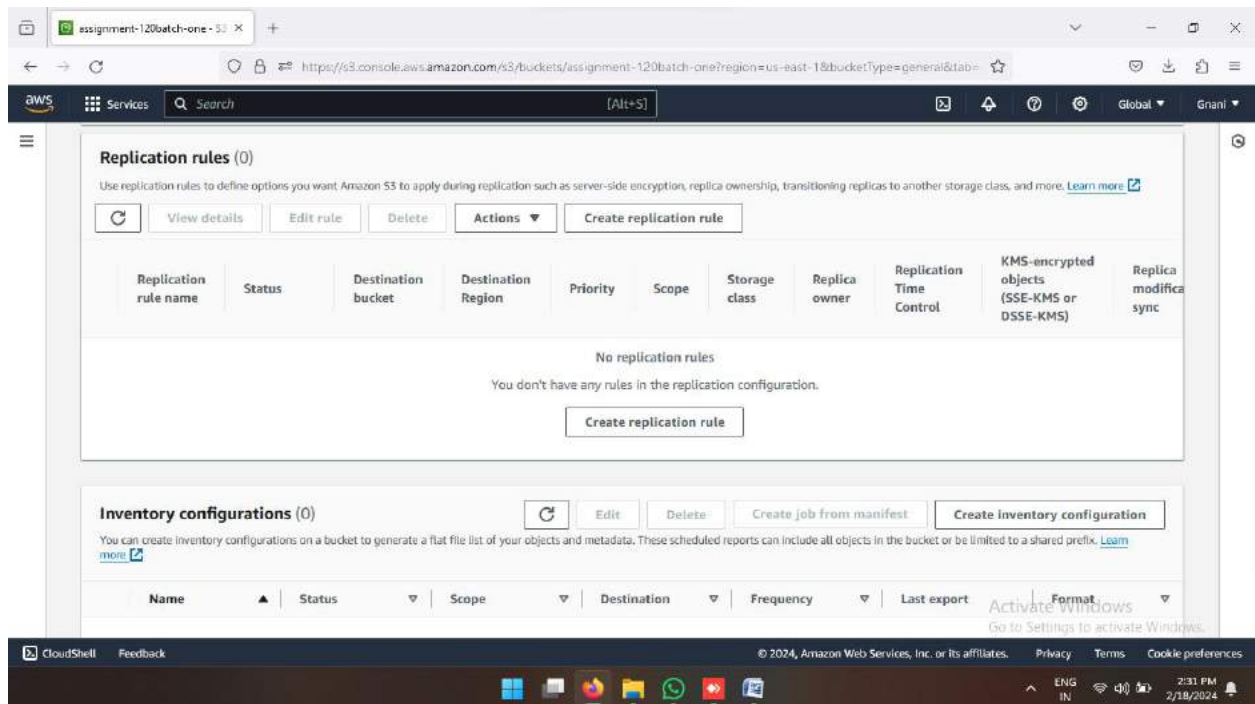 assignment-120batch-one - S3
https://s3.console.aws.amazon.com/s3/buckets/assignment-120batch-one?region=us-east-1&bucketType=general&tab=
aws
Services
Search
[Alt+S]
Global
Gnani
Replication rules (0)
Use replication rules to define options you want Amazon S3 to apply during replication such as server-side encryption, replica ownership, transitioning replicas to another storage class, and more. Learn more
View details
Edit rule
Delete
Actions
Create replication rule
Replication
rule name
Status
Destination
bucket
Destination
Region
Priority
Scope
Storage
class
Replica
owner
Replication
Time
Control
KMS-encrypted
objects
(SSE-KMS or
DSSE-KMS)
Replica
modifica
sync
No replication rules
You don't have any rules in the replication configuration.
Create replication rule
Inventory configurations (0)
Edit
Delete
Create job from manifest
Create inventory configuration
You can create inventory configurations on a bucket to generate a flat file list of your objects and metadata. These scheduled reports can include all objects in the bucket or be limited to a shared prefix. Learn
more
Name
Status
Scope
Destination
Frequency
Last export
Format
Activate Windows
Go to Settings to activate Windows.
CloudShell
Feedback
© 2024, Amazon Web Services, Inc. or its affiliates.
Privacy
Terms
Cookie preferences
ENG
IN
2:31 PM
2/18/2024